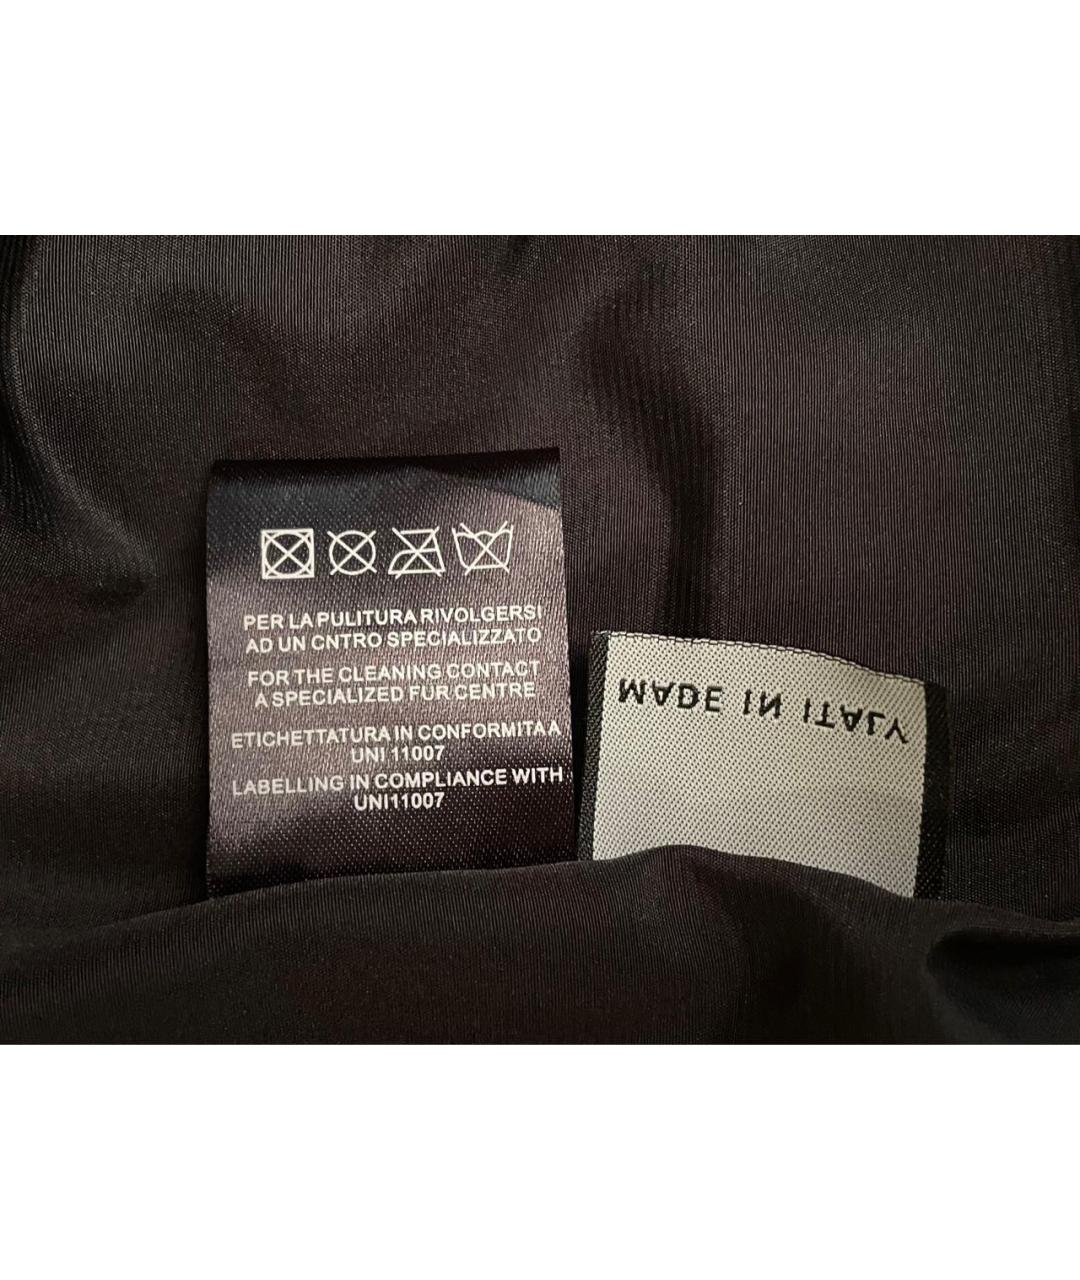 PER LA PULITURA RIVOLGERSI
AD UN CNTRO SPECIALIZZATO
FOR THE CLEANING CONTACT
A SPECIALIZED FUR CENTRE
ETICHETTATURA IN CONFORMITA A
UNI 11007
LABELLING IN COMPLIANCE WITH
UNI11007
MADE IN ITALY